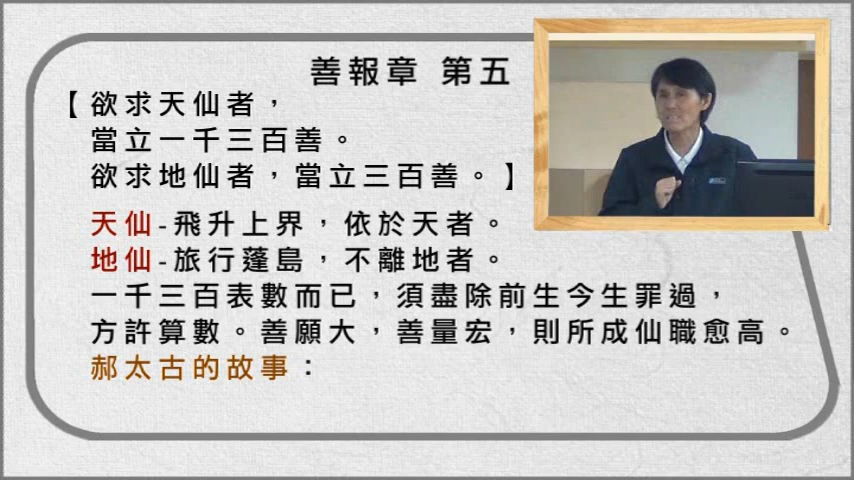 善報章 第五
【欲求天仙者，
當立一千三百善。
欲求地仙者，當立三百善。】
天仙-飛升上界，依於天者。
地仙-旅行蓬島，不離地者。
一千三百表數而已，須盡除前生今生罪過，
方許算數。善願大，善量宏，則所成仙職愈高。
郝太古的故事：